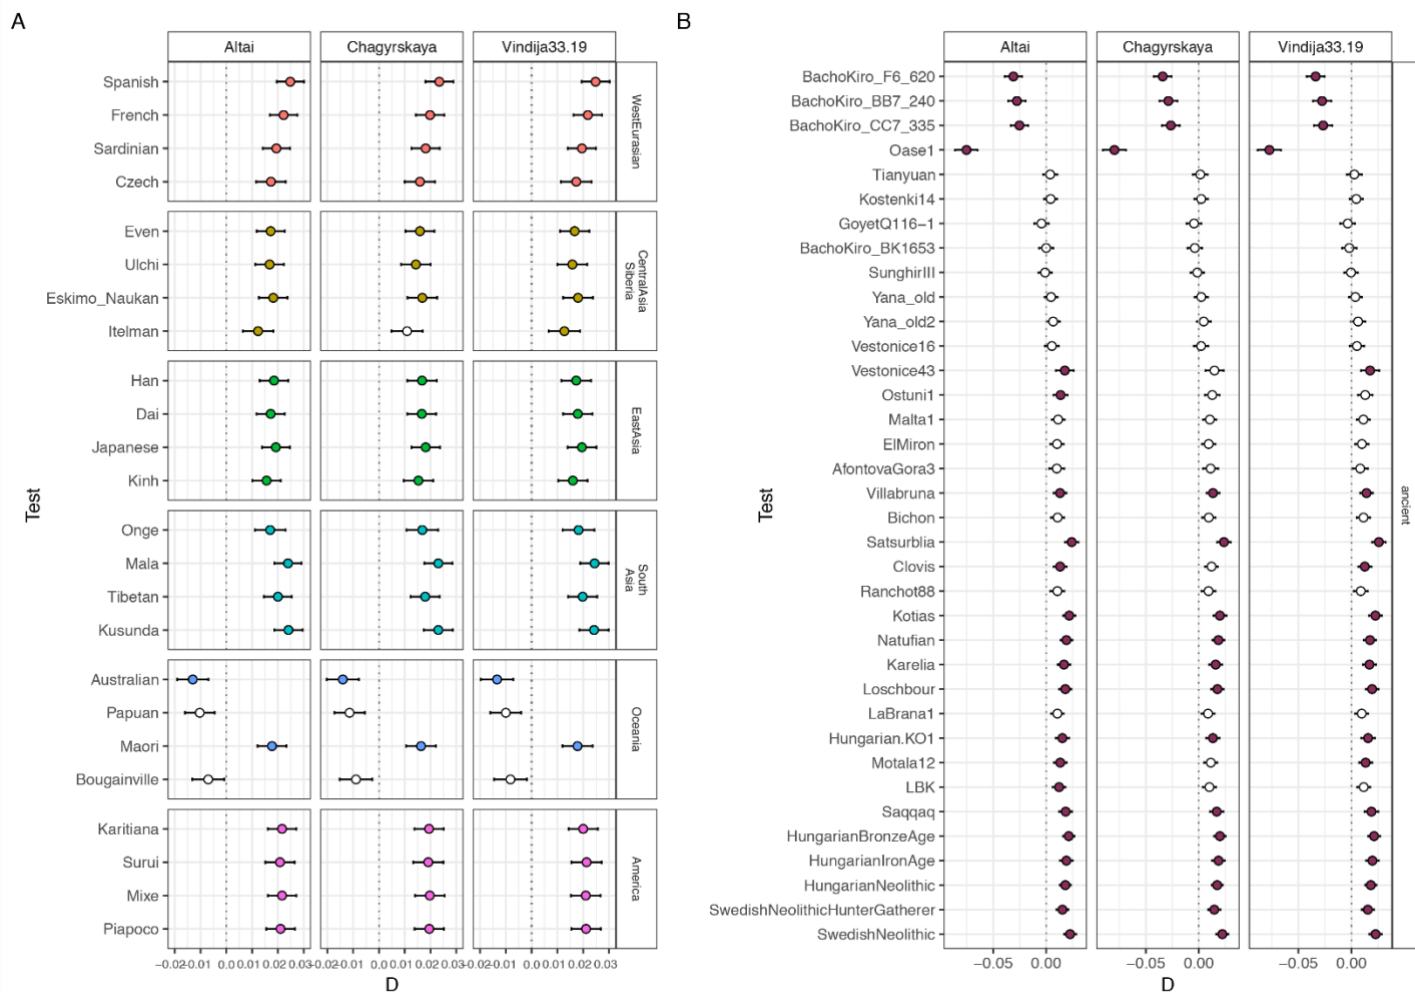 A
Altai Chagyrskaya Vindija33.19
Spanish
French
Sardinian
Czech
WestEurasian
Even
Ulchi
Eskimo_Naukan
Itelman
CentralAsia
Siberia
Han
Dai
Japanese
Kinh
EastAsia
Onge
Mala
Tibetan
Kusunda
South
Asia
Australian
Papuan
Maori
Bougainville
Oceania
Karitiana
Surui
Mixe
Piapoco
America
Test
−0.02−0.01 0.0 0.01 0.02 0.03 −0.02−0.01 0.0 0.01 0.02 0.03 −0.02−0.01 0.0 0.01 0.02 0.03
D
B
Altai Chagyrskaya Vindija33.19
BachoKiro_F6_620
BachoKiro_BB7_240
BachoKiro_CC7_335
Oase1
Tianyuan
Kostenki14
GoyetQ116−1
BachoKiro_BK1653
SunghirIII
Yana_old
Yana_old2
Vestonice16
Vestonice43
Ostuni1
Malta1
ElMiron
AfontovaGora3
Villabruna
Bichon
Satsurblia
Clovis
Ranchot88
Kotias
Natufian
Karelia
Loschbour
LaBrana1
Hungarian.KO1
Motala12
LBK
Saqqaq
HungarianBronzeAge
HungarianIronAge
HungarianNeolithic
SwedishNeolithicHunterGatherer
SwedishNeolithic
ancient
Test
−0.05 0.00 −0.05 0.00 −0.05 0.00
D